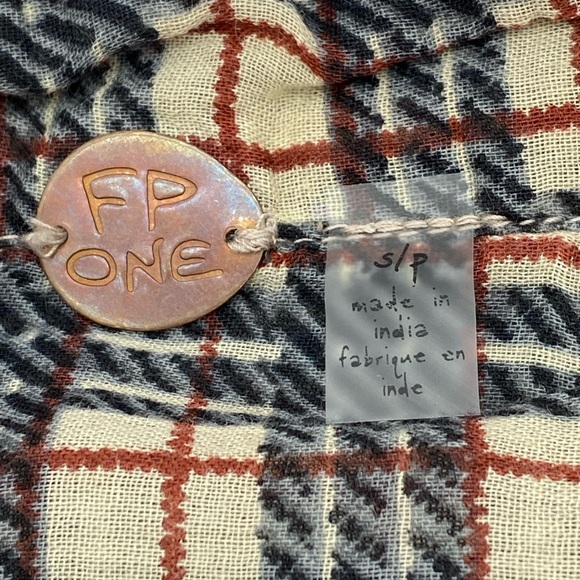 FP
ONE
s/p
made in
india
fabrique en
inde